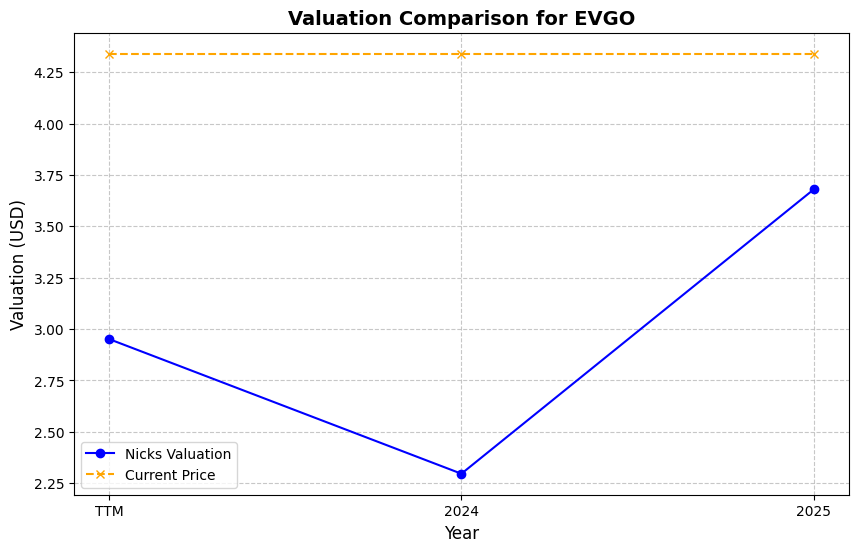 Valuation Comparison for EVGO
Valuation (USD)
4.25
4.00
3.75
3.50
3.25
3.00
2.75
2.50
2.25
Nicks Valuation
Current Price
TTM
2024
2025
Year